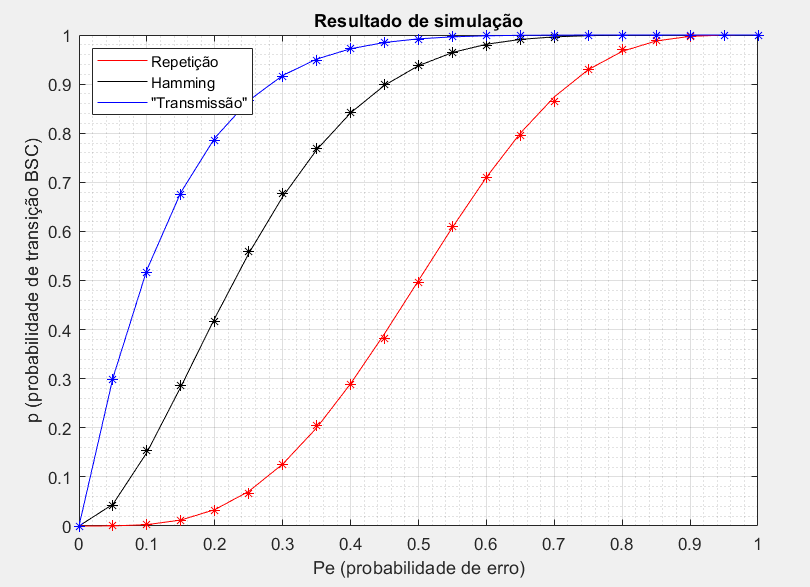 Resultado de simulação
Repetição
Hamming
"Transmissão"
p (probabilidade de transição BSC)
1
0.9
0.8
0.7
0.6
0.5
0.4
0.3
0.2
0.1
0
0 0.1 0.2 0.3 0.4 0.5 0.6 0.7 0.8 0.9 1
Pe (probabilidade de erro)